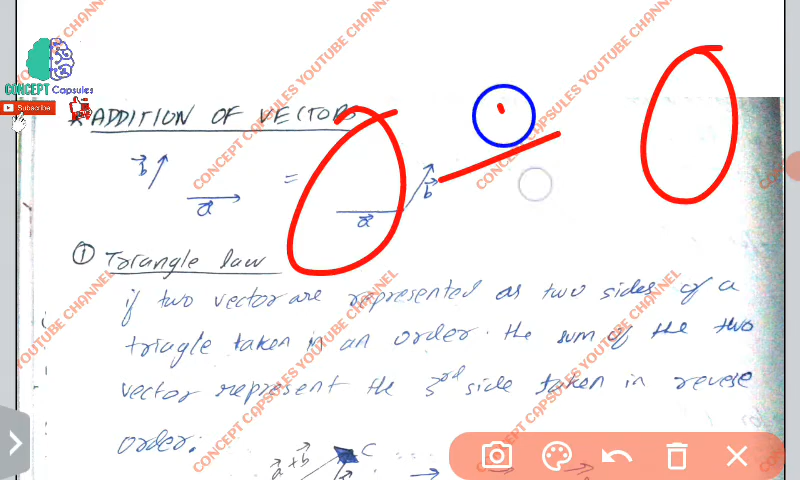 CONCEPT Capsules
Subscribe
* ADDITION OF VECTORS
b
a
=
a
b
① Toriangle law
if two vector are represented as two sides of a
triagle taken in an order. the sum of the two
vector represent the 3rd side taken in reverse
order:
a + b
C
CONCEPT CAPSULES YOUTUBE CHANNEL